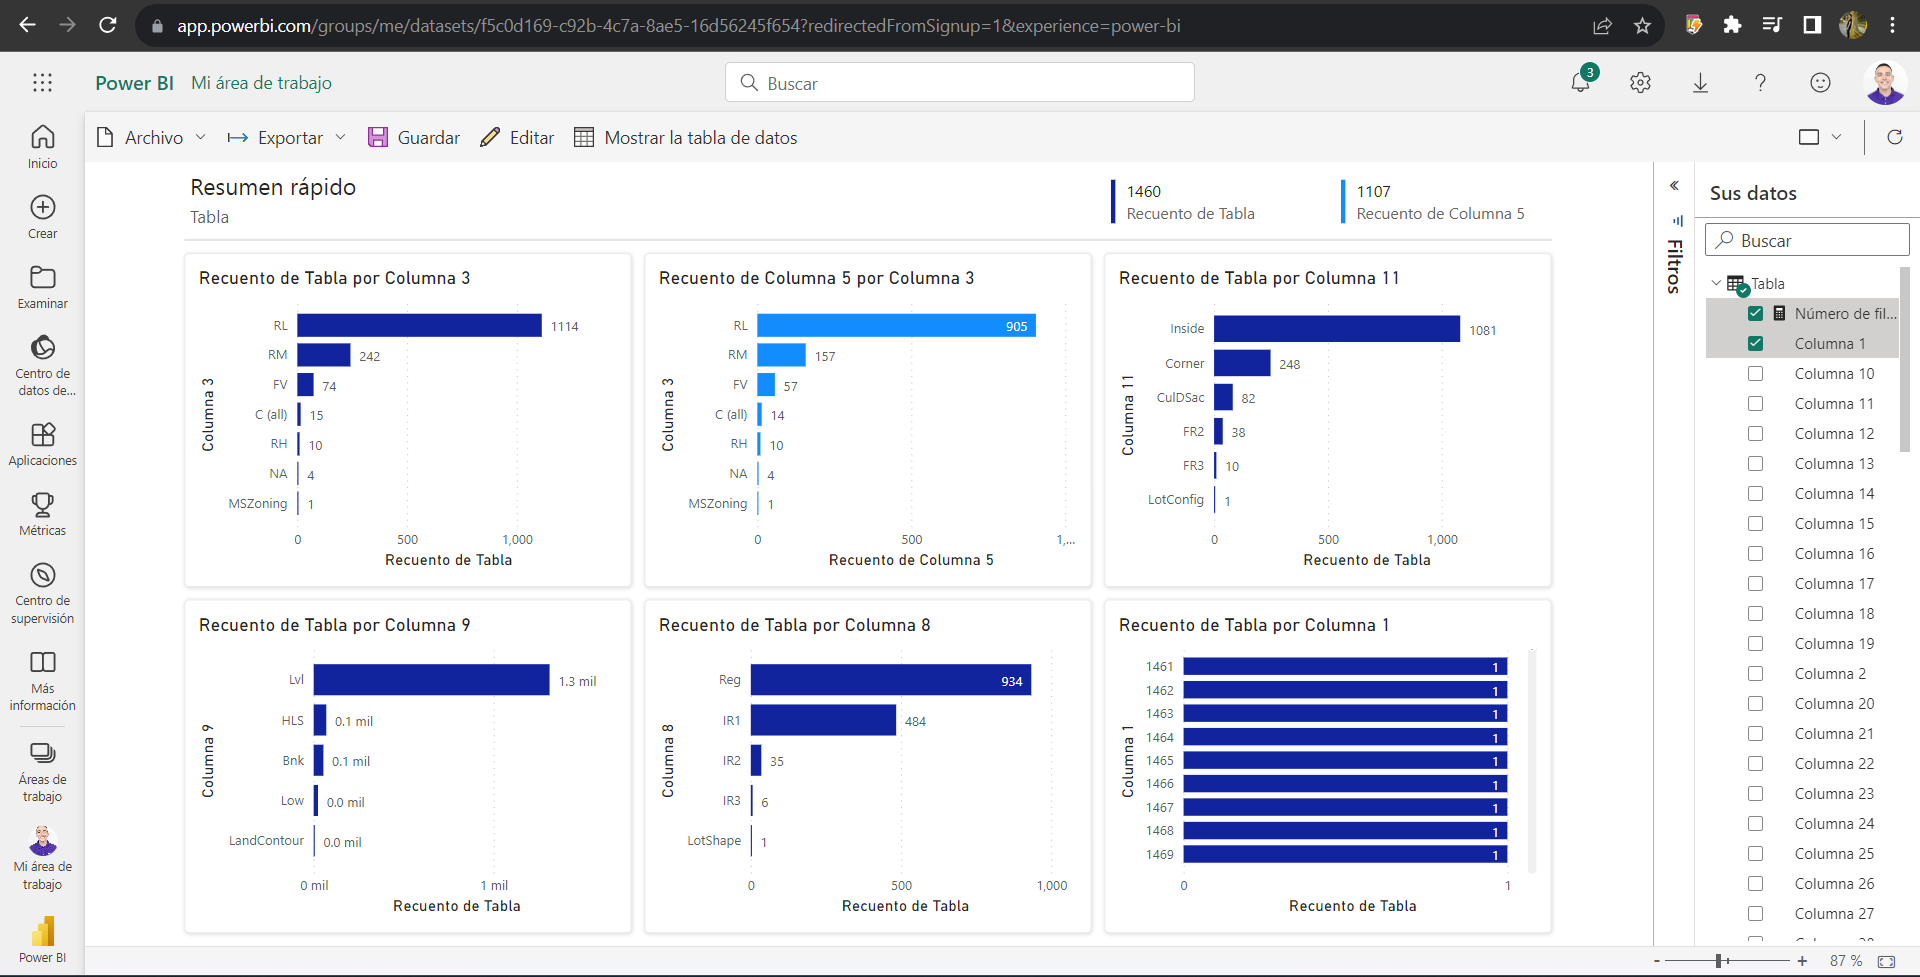 app.powerbi.com/groups/me/datasets/f5c0d169-c92b-4c7a-8ae5-16d56245f654?redirectedFromSignup=1&experience=power-bi
Power BI Mi área de trabajo
Buscar
3
Archivo
Exportar
Guardar
Editar
Mostrar la tabla de datos
Inicio
Crear
Examinar
Centro de
datos de...
Aplicaciones
Métricas
Centro de
supervisión
Más
información
Áreas de
trabajo
Mi área de
trabajo
Power BI
Resumen rápido
Tabla
1460
Recuento de Tabla
1107
Recuento de Columna 5
Recuento de Tabla por Columna 3
Columna 3
RL 1114
RM 242
FV 74
C (all) 15
RH 10
NA 4
MSZoning 1
0 500 1,000
Recuento de Tabla
Recuento de Columna 5 por Columna 3
Columna 3
RL 905
RM 157
FV 57
C (all) 14
RH 10
NA 4
MSZoning 1
0 500 1,...
Recuento de Columna 5
Recuento de Tabla por Columna 11
Columna 11
Inside 1081
Corner 248
CulDSac 82
FR2 38
FR3 10
LotConfig 1
0 500 1,000
Recuento de Tabla
Recuento de Tabla por Columna 9
Columna 9
Lvl 1.3 mil
HLS 0.1 mil
Bnk 0.1 mil
Low 0.0 mil
LandContour 0.0 mil
0 mil 1 mil
Recuento de Tabla
Recuento de Tabla por Columna 8
Columna 8
Reg 934
IR1 484
IR2 35
IR3 6
LotShape 1
0 500 1,000
Recuento de Tabla
Recuento de Tabla por Columna 1
Columna 1
1461 1
1462 1
1463 1
1464 1
1465 1
1466 1
1467 1
1468 1
1469 1
0 1
Recuento de Tabla
Filtros
Sus datos
Buscar
Tabla
Número de fil...
Columna 1
Columna 10
Columna 11
Columna 12
Columna 13
Columna 14
Columna 15
Columna 16
Columna 17
Columna 18
Columna 19
Columna 2
Columna 20
Columna 21
Columna 22
Columna 23
Columna 24
Columna 25
Columna 26
Columna 27
- + 87 %